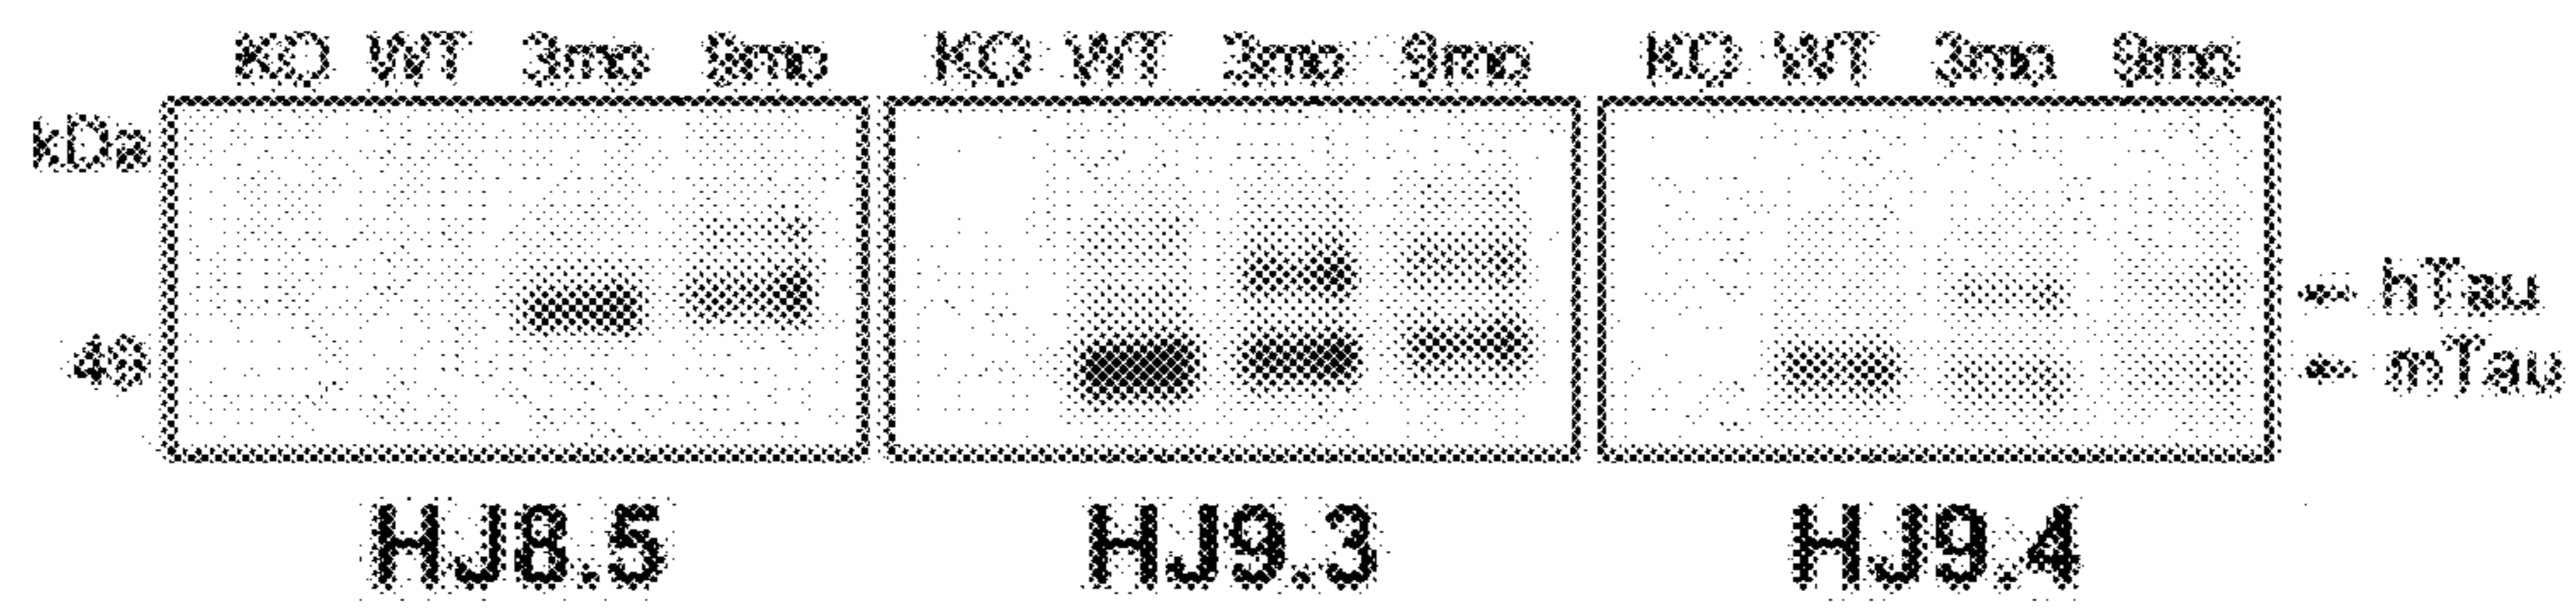 KO WT 3mo 9mo KO WT 3mo 9mo KO WT 3mo 9mo
kDa
hTau
mTau
HJ8.5 HJ9.3 HJ9.4